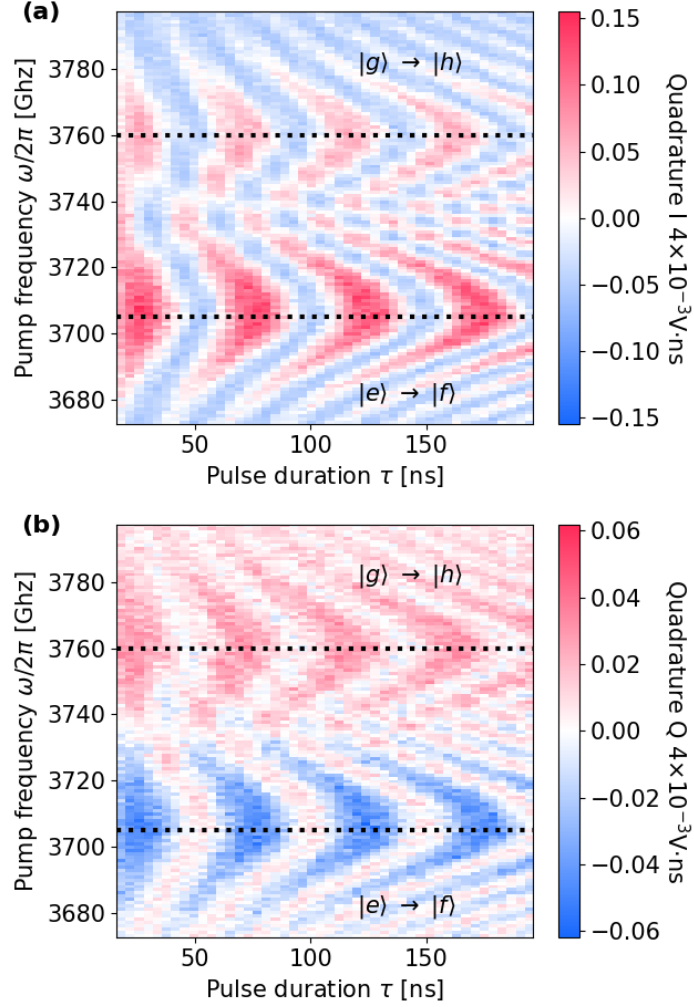 (a)
Pump frequency ω/2π [Ghz]
3780
3760
3740
3720
3700
3680
|g⟩ → |h⟩
|e⟩ → |f⟩
50
100
150
Pulse duration τ [ns]
0.15
0.10
0.05
0.00
−0.05
−0.10
−0.15
Quadrature I 4×10⁻³V·ns
(b)
Pump frequency ω/2π [Ghz]
3780
3760
3740
3720
3700
3680
|g⟩ → |h⟩
|e⟩ → |f⟩
50
100
150
Pulse duration τ [ns]
0.06
0.04
0.02
0.00
−0.02
−0.04
−0.06
Quadrature Q 4×10⁻³V·ns